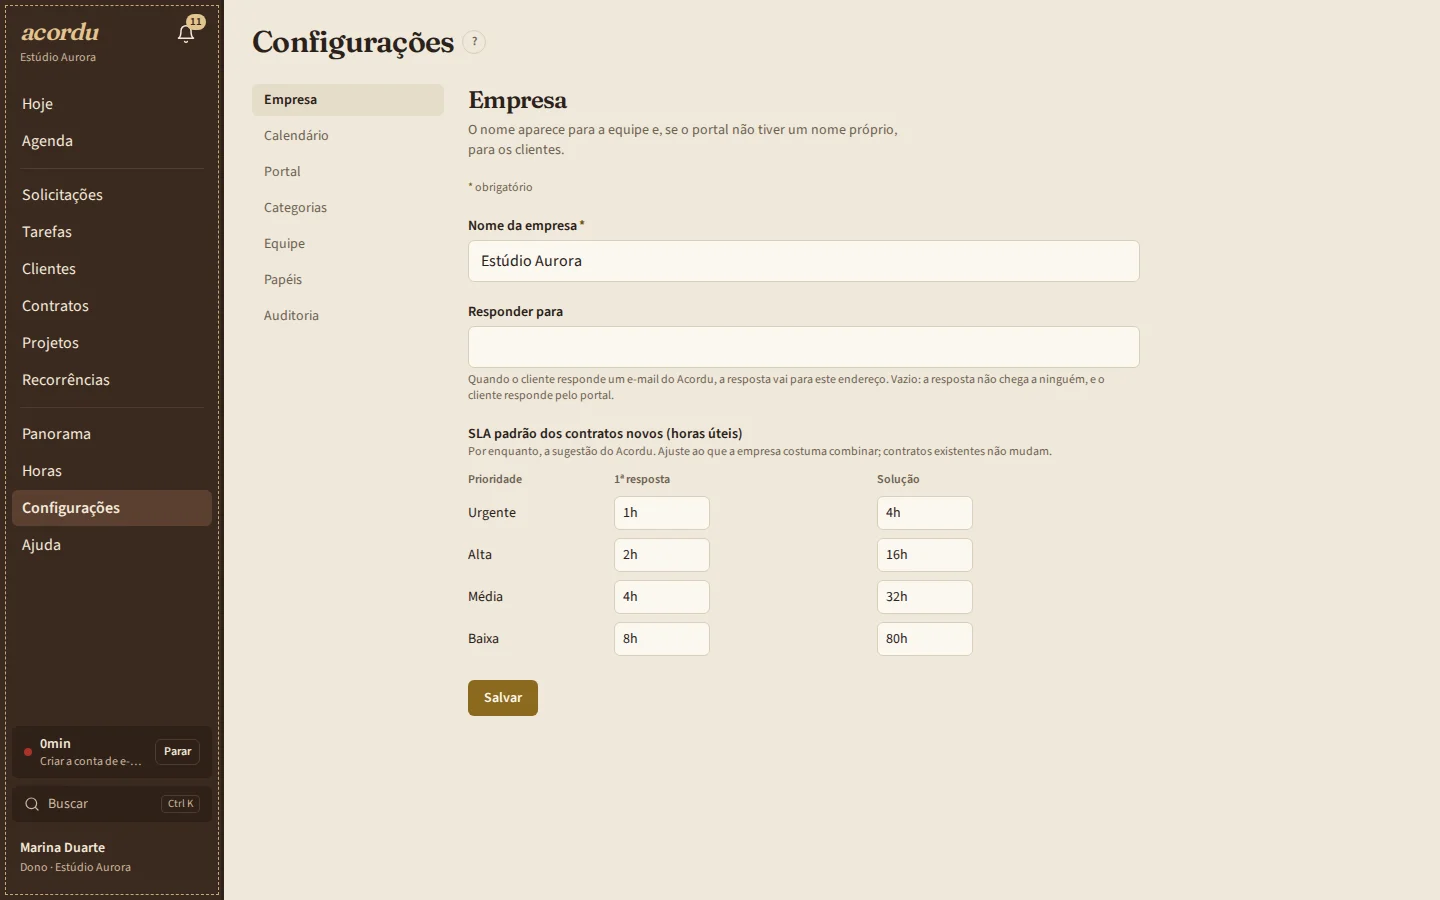 acordu
11
Estúdio Aurora
Hoje
Agenda
Solicitações
Tarefas
Clientes
Contratos
Projetos
Recorrências
Panorama
Horas
Configurações
Ajuda
0min
Criar a conta de e-...
Parar
Buscar
Ctrl K
Marina Duarte
Dono · Estúdio Aurora
Configurações
?
Empresa
Calendário
Portal
Categorias
Equipe
Papéis
Auditoria
Empresa
O nome aparece para a equipe e, se o portal não tiver um nome próprio,
para os clientes.
* obrigatório
Nome da empresa *
Estúdio Aurora
Responder para
Quando o cliente responde um e-mail do Acordu, a resposta vai para este endereço. Vazio: a resposta não chega a ninguém, e o
cliente responde pelo portal.
SLA padrão dos contratos novos (horas úteis)
Por enquanto, a sugestão do Acordu. Ajuste ao que a empresa costuma combinar; contratos existentes não mudam.
Prioridade 1ª resposta Solução
Urgente 1h 4h
Alta 2h 16h
Média 4h 32h
Baixa 8h 80h
Salvar